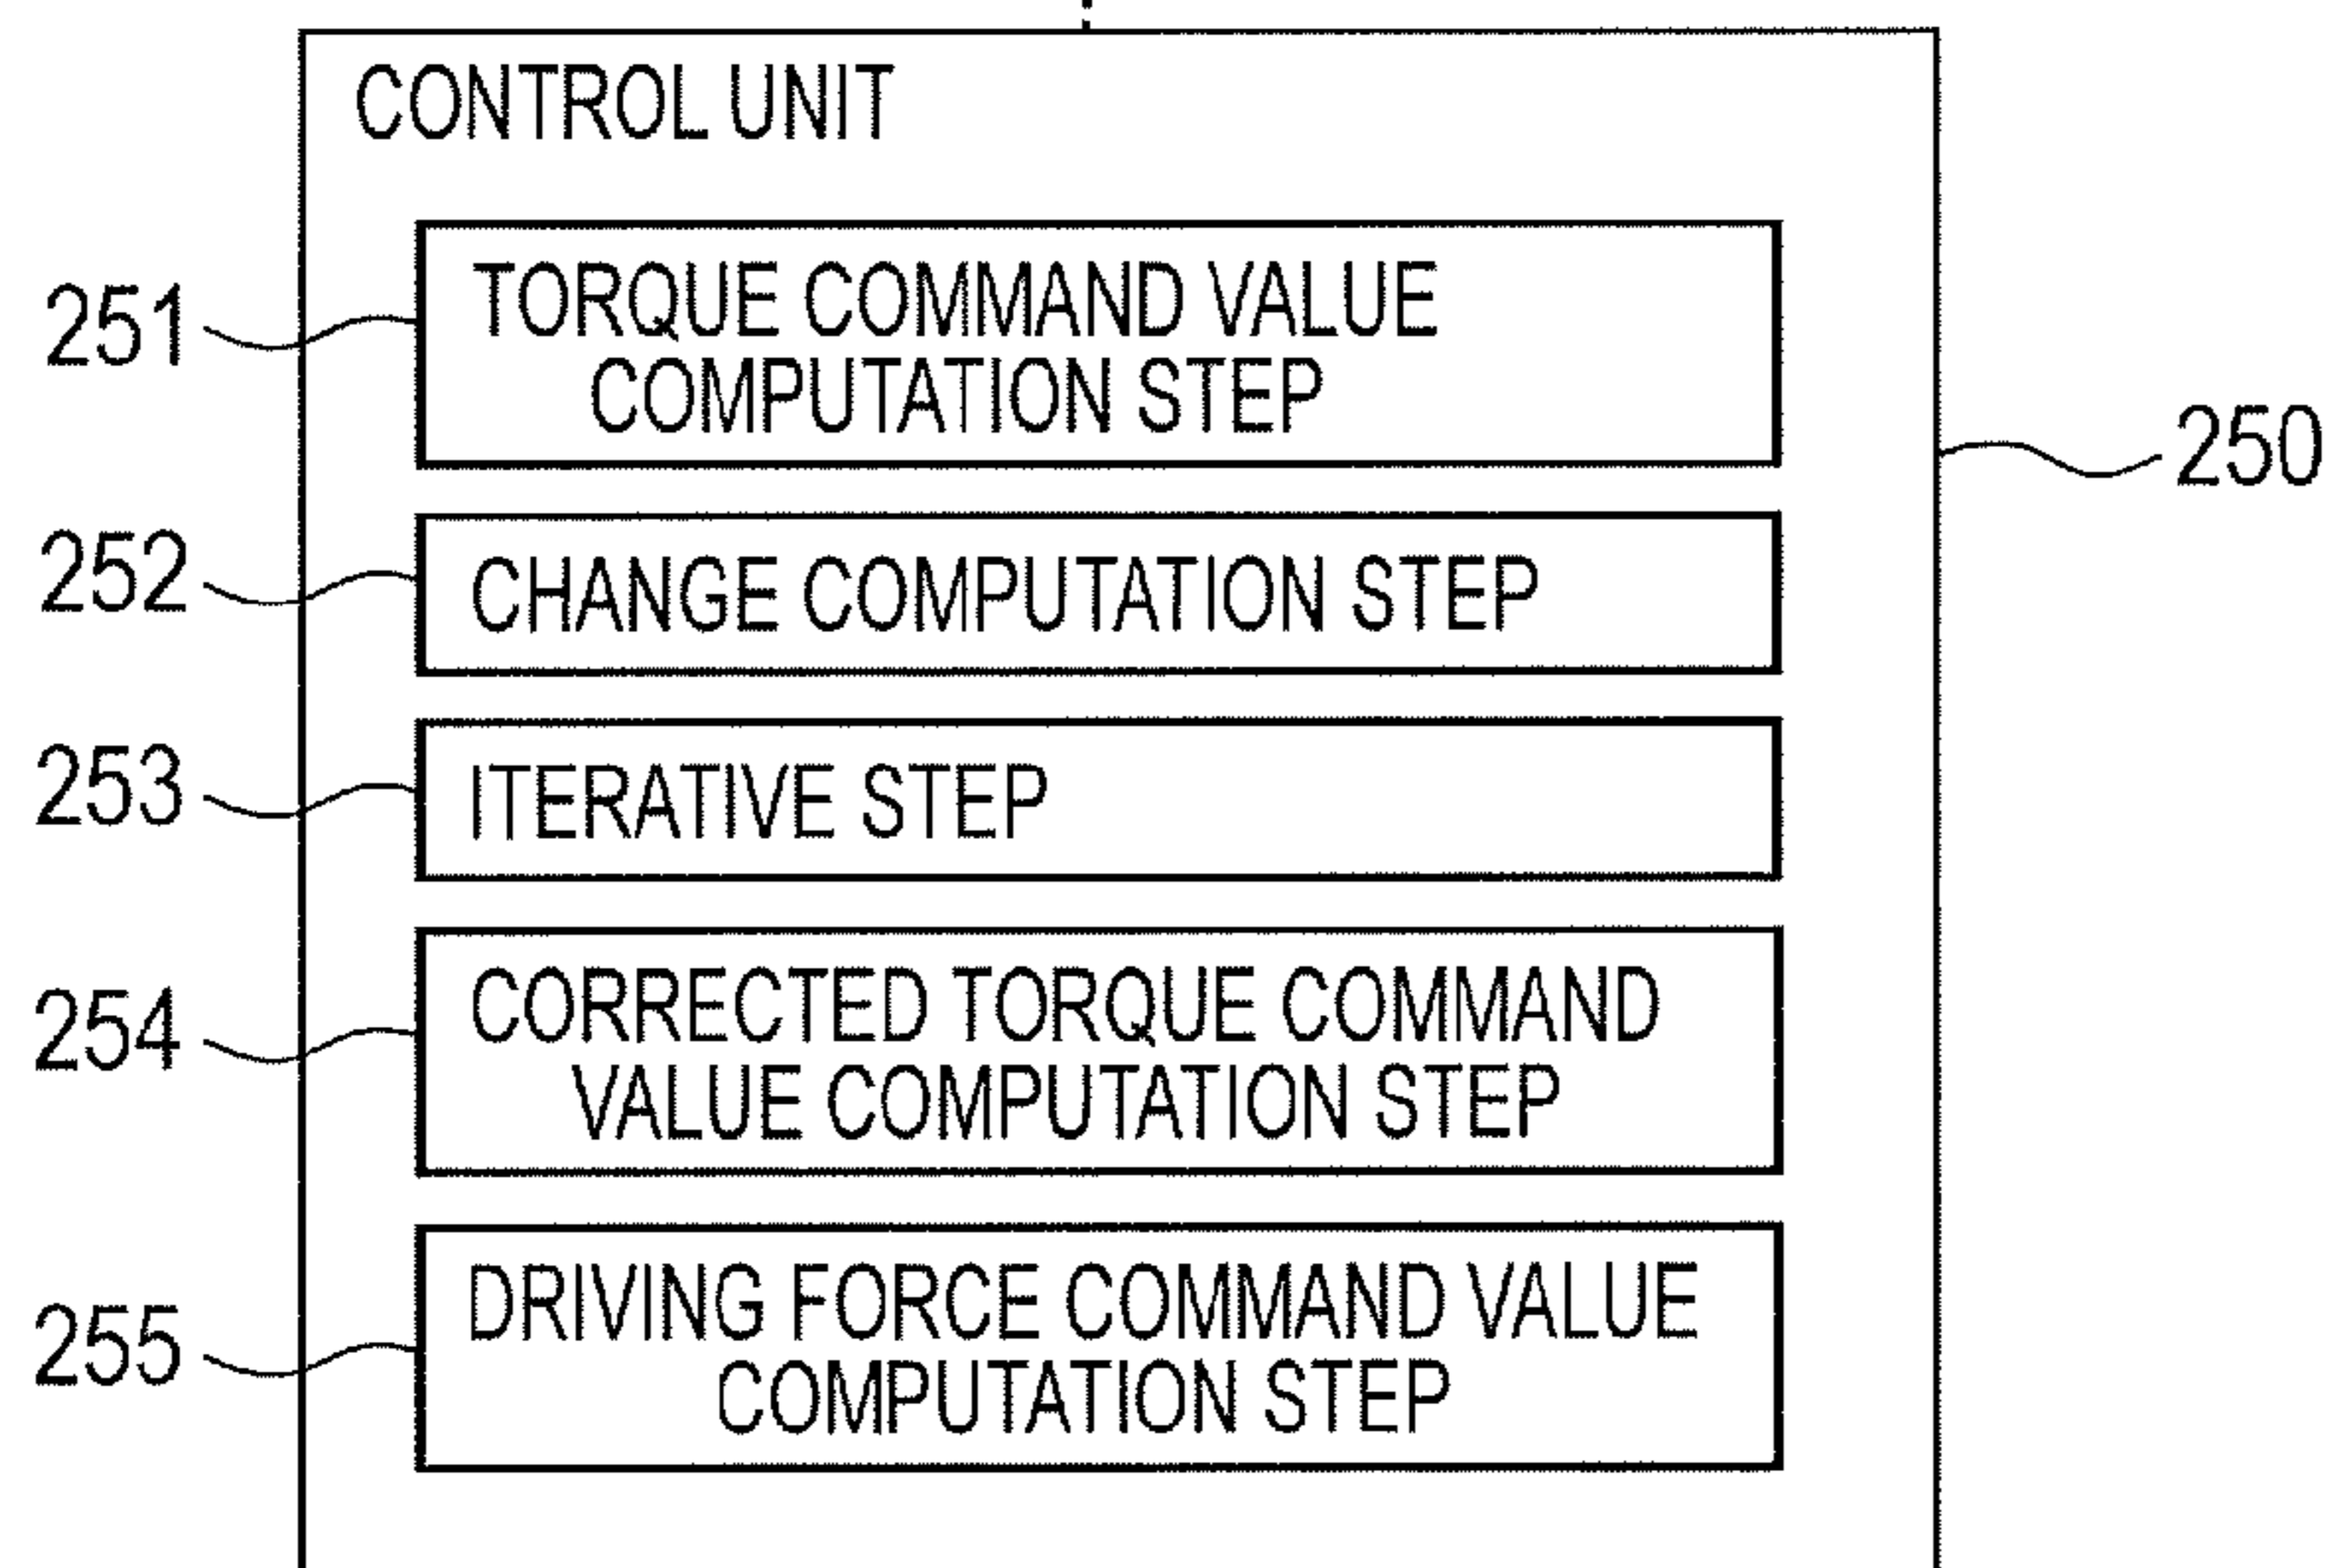 CONTROL UNIT
251
TORQUE COMMAND VALUE
COMPUTATION STEP
250
252
CHANGE COMPUTATION STEP
253
ITERATIVE STEP
254
CORRECTED TORQUE COMMAND
VALUE COMPUTATION STEP
255
DRIVING FORCE COMMAND VALUE
COMPUTATION STEP